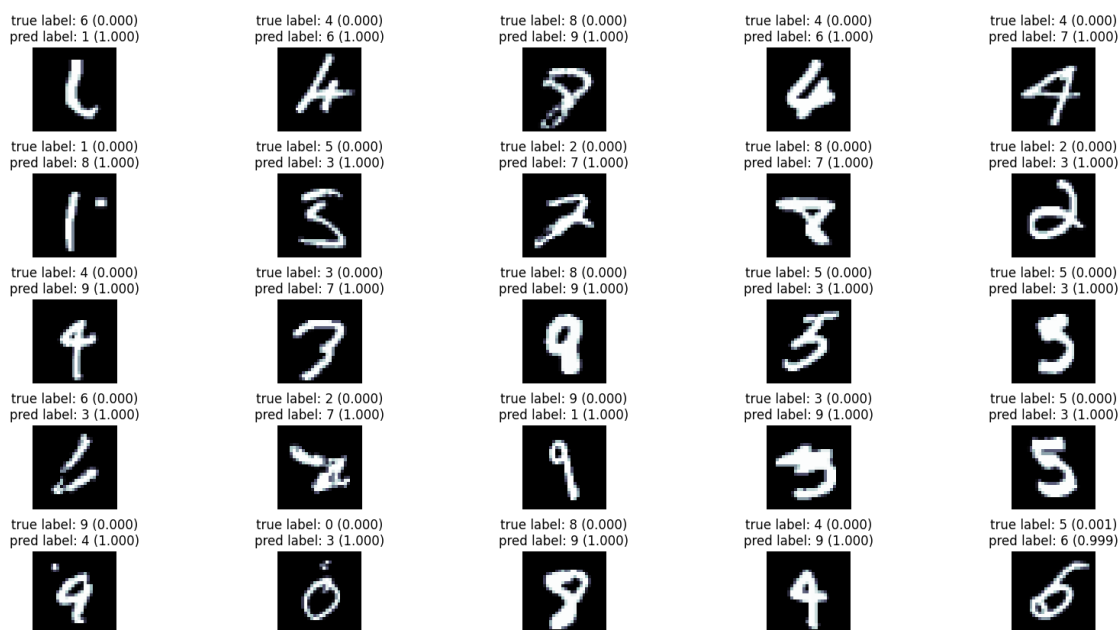 true label: 6 (0.000)
pred label: 1 (1.000)
true label: 4 (0.000)
pred label: 6 (1.000)
true label: 8 (0.000)
pred label: 9 (1.000)
true label: 4 (0.000)
pred label: 6 (1.000)
true label: 4 (0.000)
pred label: 7 (1.000)
true label: 1 (0.000)
pred label: 8 (1.000)
true label: 5 (0.000)
pred label: 3 (1.000)
true label: 2 (0.000)
pred label: 7 (1.000)
true label: 8 (0.000)
pred label: 7 (1.000)
true label: 2 (0.000)
pred label: 3 (1.000)
true label: 4 (0.000)
pred label: 9 (1.000)
true label: 3 (0.000)
pred label: 7 (1.000)
true label: 8 (0.000)
pred label: 9 (1.000)
true label: 5 (0.000)
pred label: 3 (1.000)
true label: 5 (0.000)
pred label: 3 (1.000)
true label: 6 (0.000)
pred label: 3 (1.000)
true label: 2 (0.000)
pred label: 7 (1.000)
true label: 9 (0.000)
pred label: 1 (1.000)
true label: 3 (0.000)
pred label: 9 (1.000)
true label: 5 (0.000)
pred label: 3 (1.000)
true label: 9 (0.000)
pred label: 4 (1.000)
true label: 0 (0.000)
pred label: 3 (1.000)
true label: 8 (0.000)
pred label: 9 (1.000)
true label: 4 (0.000)
pred label: 9 (1.000)
true label: 5 (0.001)
pred label: 6 (0.999)